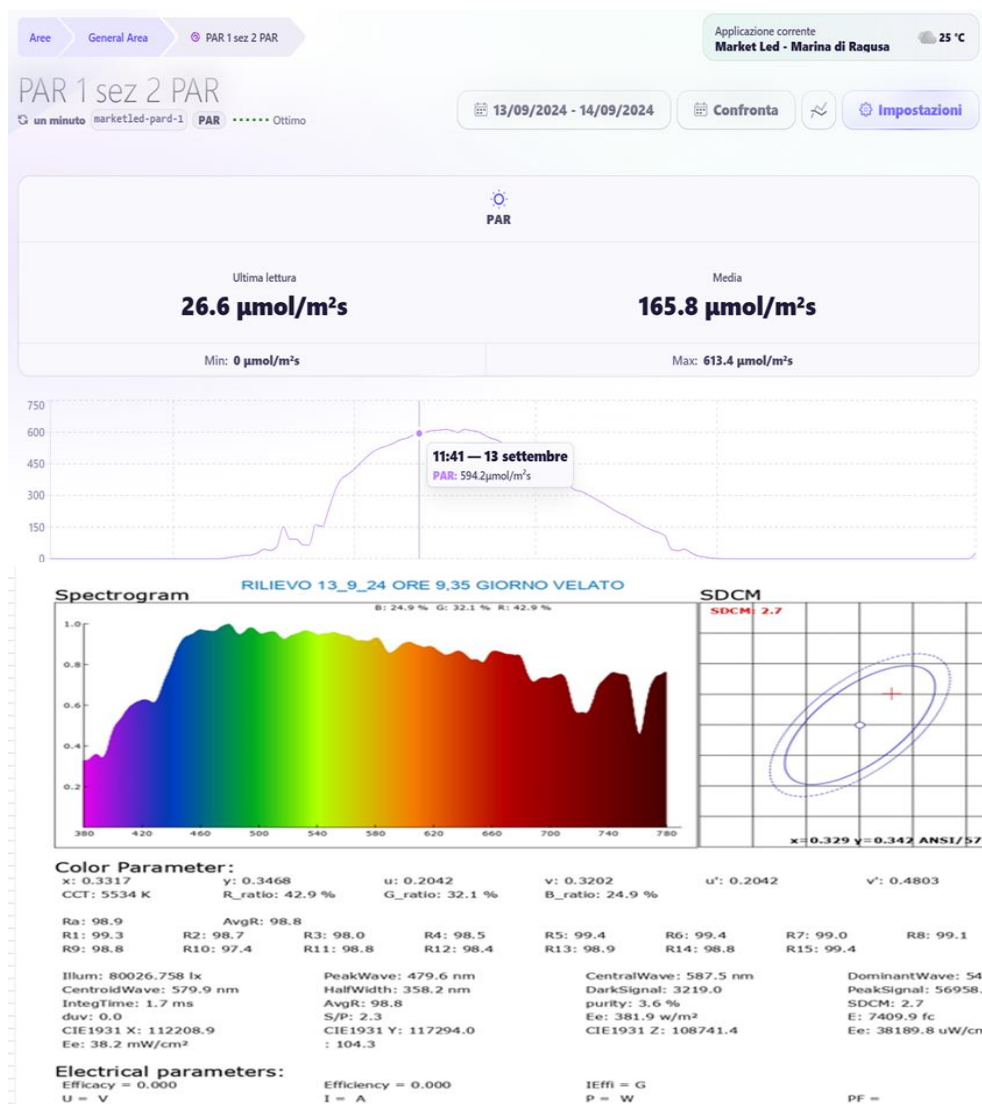 Aree General Area PAR 1 sez 2 PAR
Applicazione corrente
Market Led - Marina di Ragusa
25 °C
PAR 1 sez 2 PAR
un minuto marketled-pard-1 PAR Ottimo
13/09/2024 - 14/09/2024 Confronta Impostazioni
PAR
Ultima lettura Media
26.6 µmol/m²s 165.8 µmol/m²s
Min: 0 µmol/m²s Max: 613.4 µmol/m²s
750
600
11:41 — 13 settembre
450
PAR: 594.2µmol/m²s
300
150
0
RILIEVO 13_9_24 ORE 9,35 GIORNO VELATO
Spectrogram SDCM
B: 24.9 % G: 32.1 % R: 42.9 %
SDCM: 2.7
1.0
0.8
0.6
0.4
0.2
380 420 460 500 540 580 620 660 700 740 780
x=0.329 y=0.342 ANSI/57
Color Parameter:
x: 0.3317 y: 0.3468 u: 0.2042 v: 0.3202 u': 0.2042 v': 0.4803
CCT: 5534 K R_ratio: 42.9 % G_ratio: 32.1 % B_ratio: 24.9 %
Ra: 98.9 AvgR: 98.8
R1: 99.3 R2: 98.7 R3: 98.0 R4: 98.5 R5: 99.4 R6: 99.4 R7: 99.0 R8: 99.1
R9: 98.8 R10: 97.4 R11: 98.8 R12: 98.4 R13: 98.9 R14: 98.8 R15: 99.4
Illum: 80026.758 lx PeakWave: 479.6 nm CentralWave: 587.5 nm DominantWave: 54
CentroidWave: 579.9 nm HalfWidth: 358.2 nm DarkSignal: 3219.0 PeakSignal: 56958.
IntegTime: 1.7 ms AvgR: 98.8 purity: 3.6 % SDCM: 2.7
duv: 0.0 S/P: 2.3 Ee: 381.9 w/m² E: 7409.9 fc
CIE1931 X: 112208.9 CIE1931 Y: 117294.0 CIE1931 Z: 108741.4 Ee: 38189.8 uW/cn
Ee: 38.2 mW/cm² : 104.3
Electrical parameters:
Efficacy = 0.000 Efficiency = 0.000 IEffi = G
U = V I = A P = W PF =